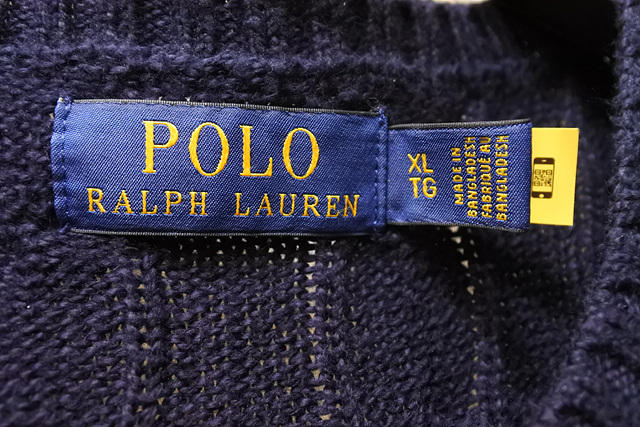 POLO
RALPH LAUREN
XL
TG
MADE IN
BANGLADESH
FABRIQUÉ AU
BANGLADESH